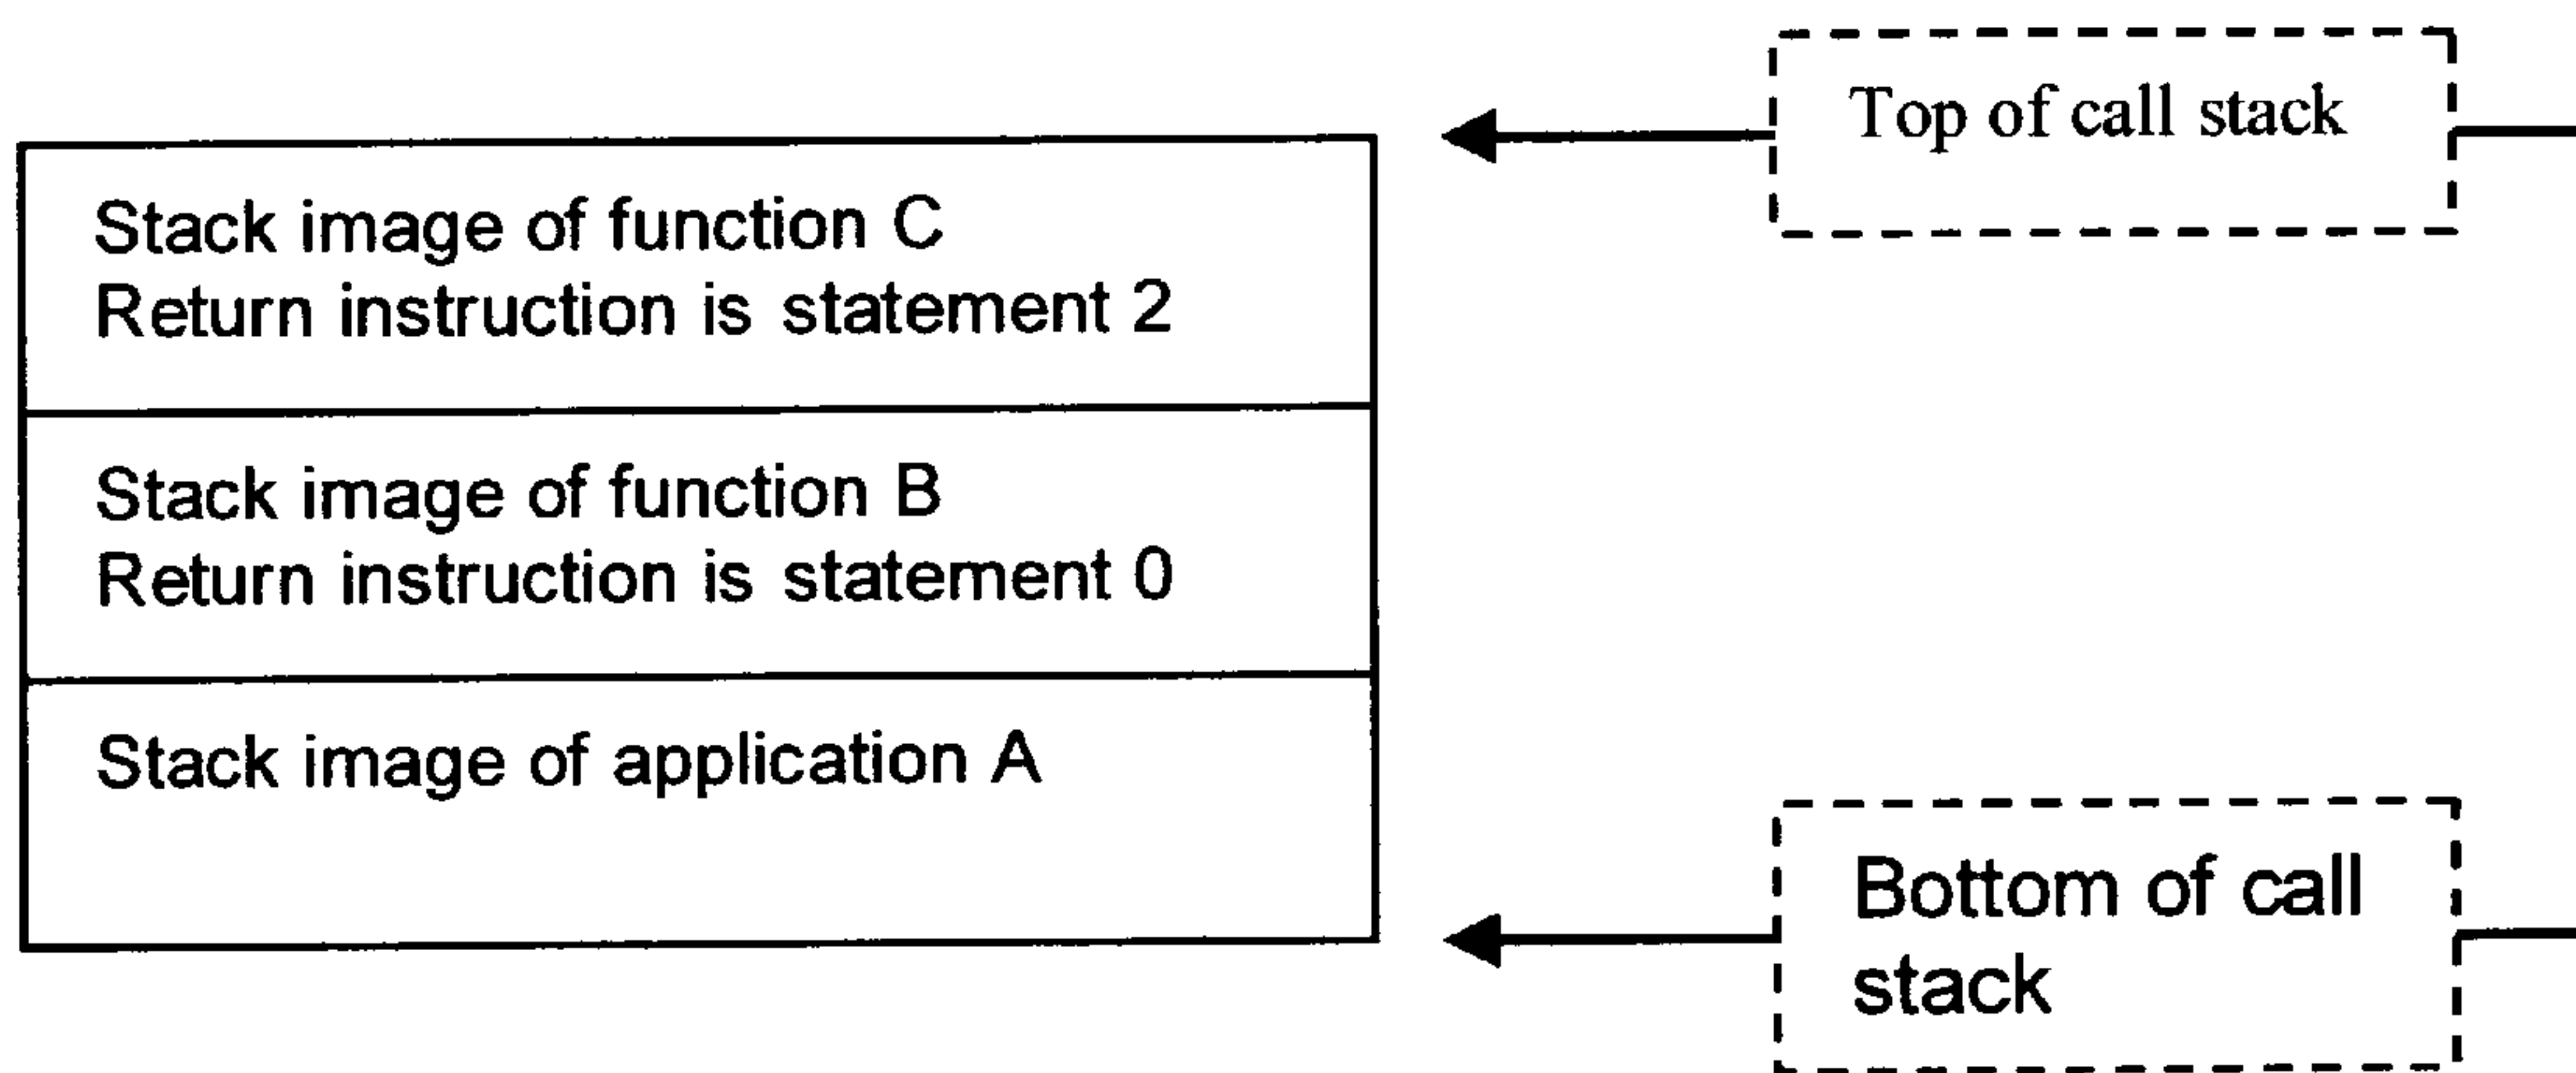 Top of call stack
Stack image of function C
Return instruction is statement 2
Stack image of function B
Return instruction is statement 0
Stack image of application A
Bottom of call
stack